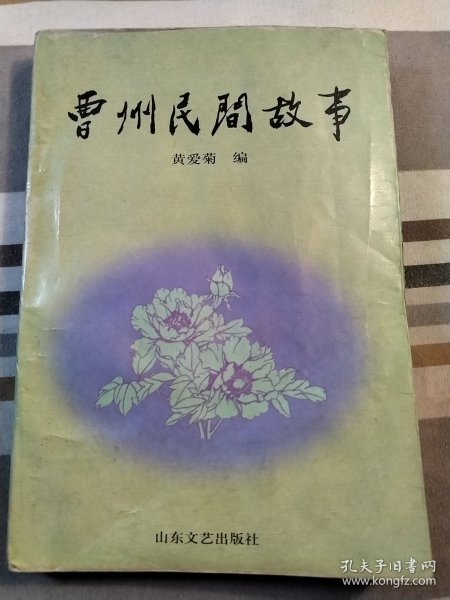 曹州民間故事
黄爱菊 编
山东文艺出版社
孔夫子旧书网
www.kongfz.com